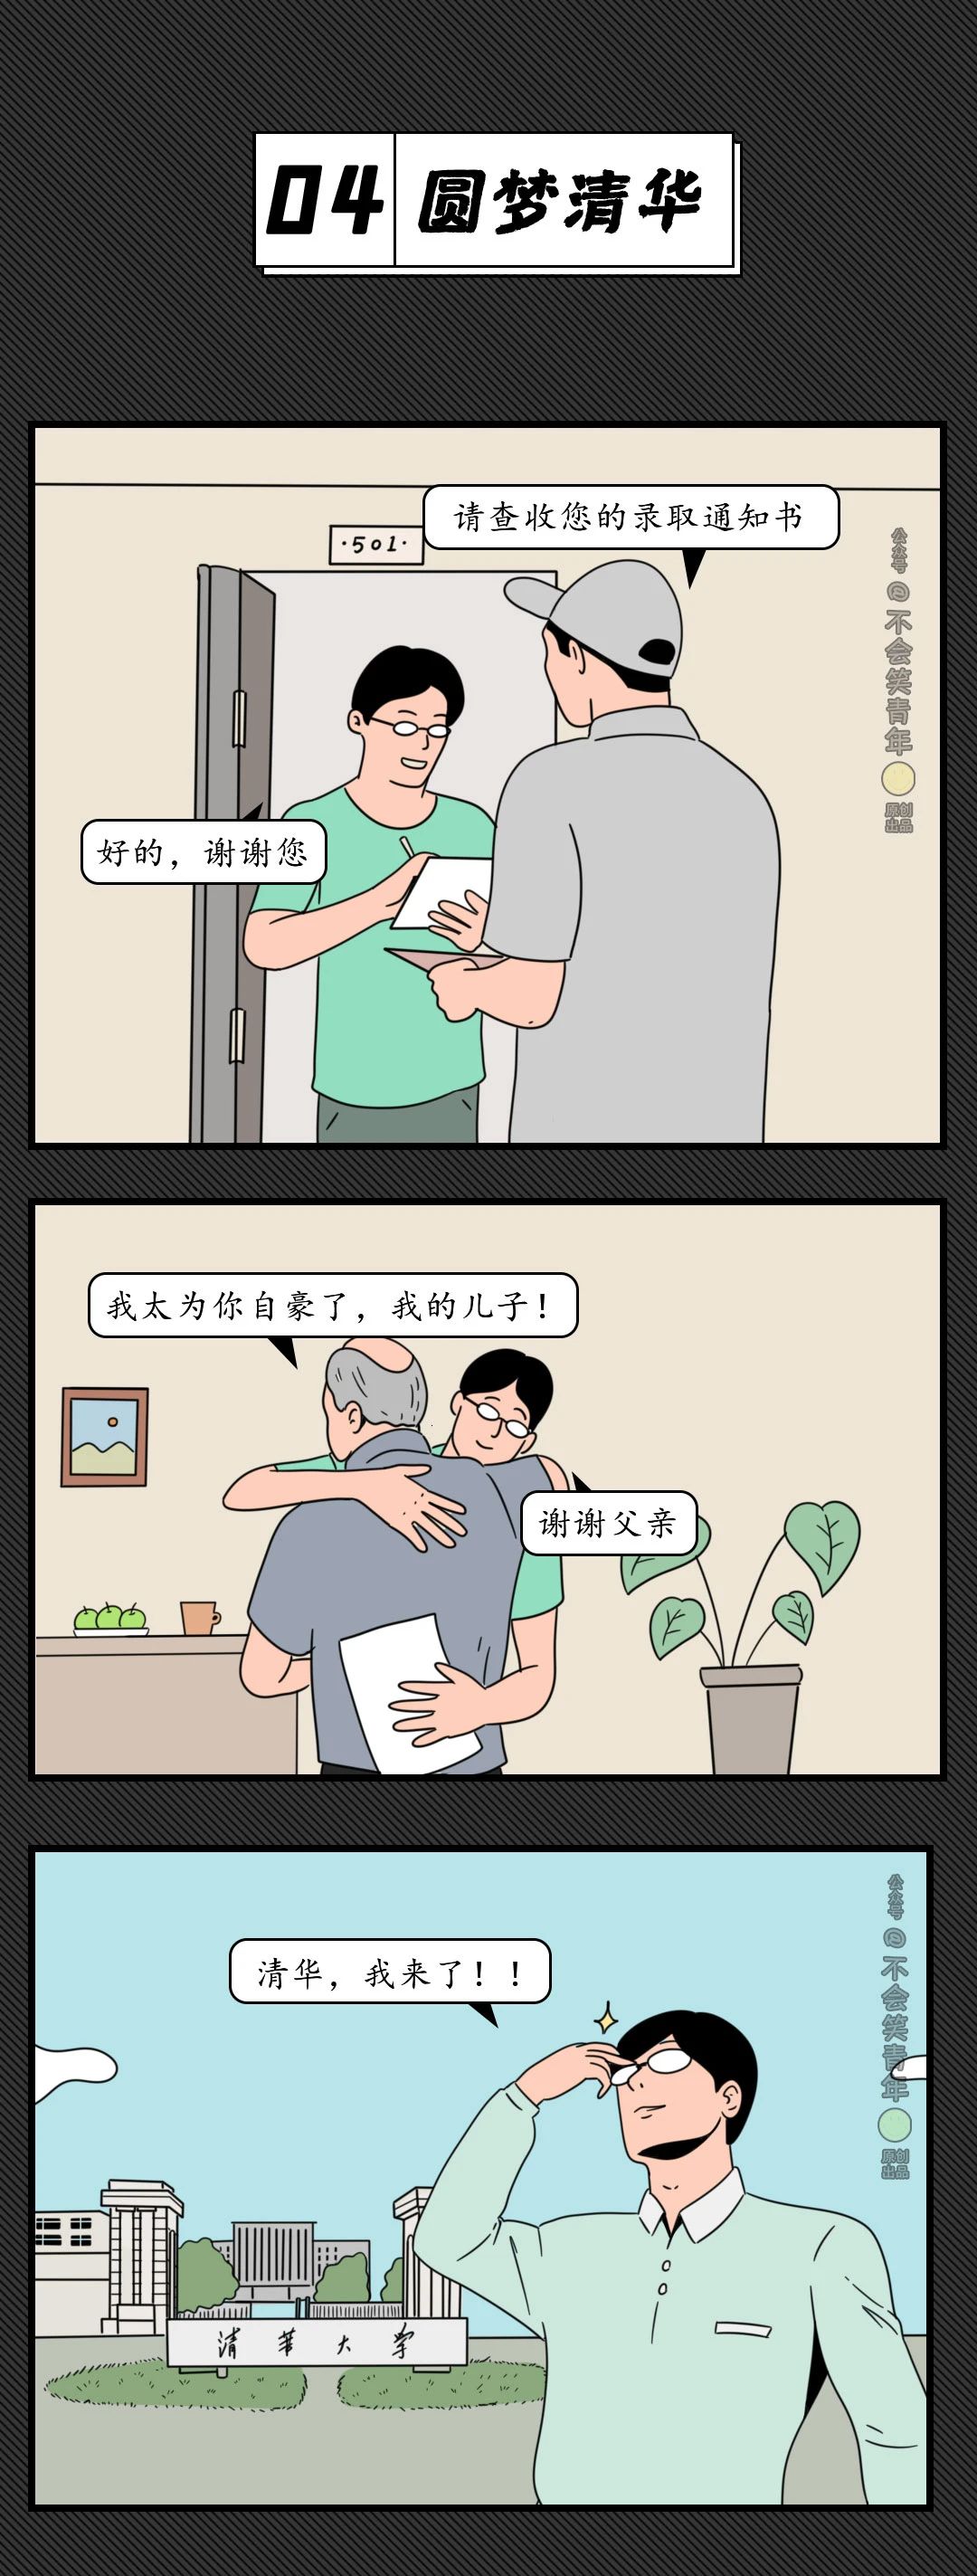 04 圆梦清华
请查收您的录取通知书
·501·
好的，谢谢您
公众号@不会笑青年
原创出品
我太为你自豪了，我的儿子！
谢谢父亲
公众号@不会笑青年
原创出品
清华，我来了！！
清華大学